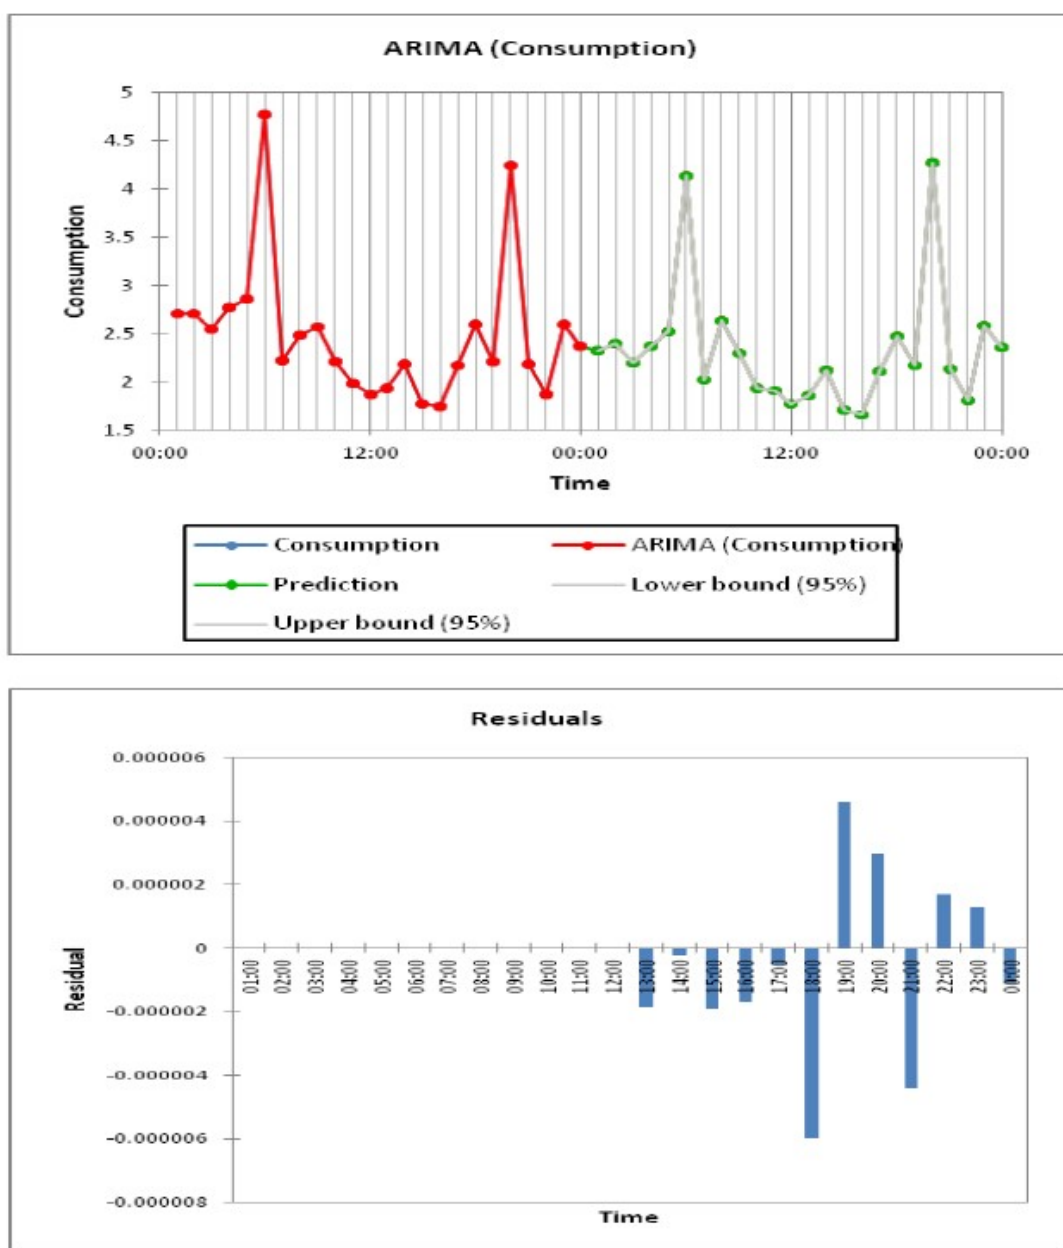 ARIMA (Consumption)
5
4.5
4
3.5
3
2.5
2
1.5
Consumption
00:00 12:00 00:00 12:00 00:00
Time
Consumption ARIMA (Consumption)
Prediction Lower bound (95%)
Upper bound (95%)
Residuals
0.000006
0.000004
0.000002
0
-0.000002
-0.000004
-0.000006
-0.000008
Residual
01:00 02:00 03:00 04:00 05:00 06:00 07:00 08:00 09:00 10:00 11:00 12:00 13:00 14:00 15:00 16:00 17:00 18:00 19:00 20:00 21:00 22:00 23:00 00:00
Time